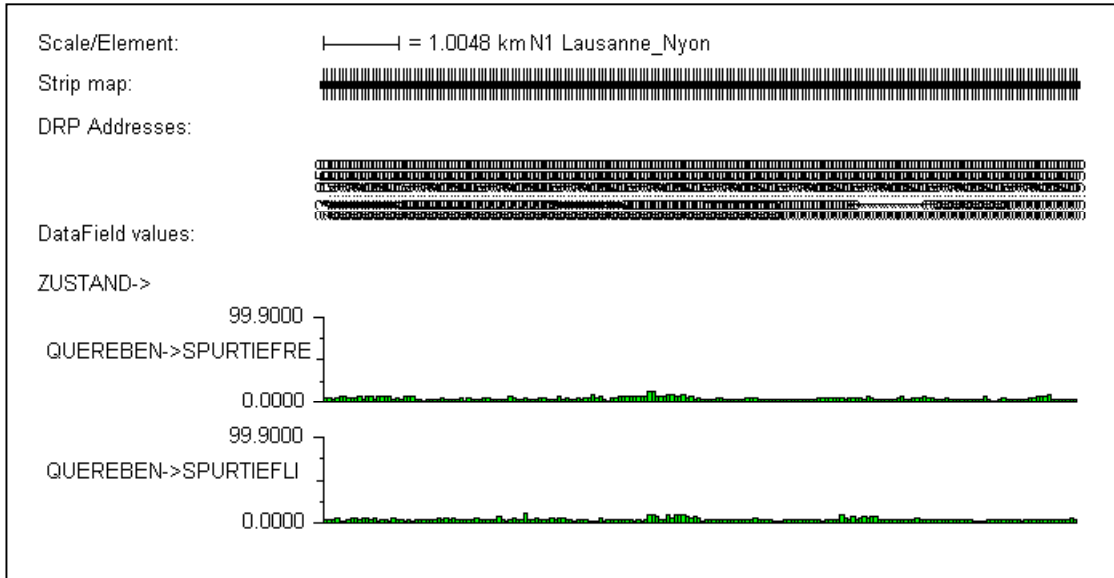 Scale/Element: = 1.0048 km N1 Lausanne_Nyon
Strip map:
DRP Addresses:
DataField values:
ZUSTAND->
99.9000
QUEREBEN->SPURTIEFRE
0.0000
99.9000
QUEREBEN->SPURTIEFLI
0.0000